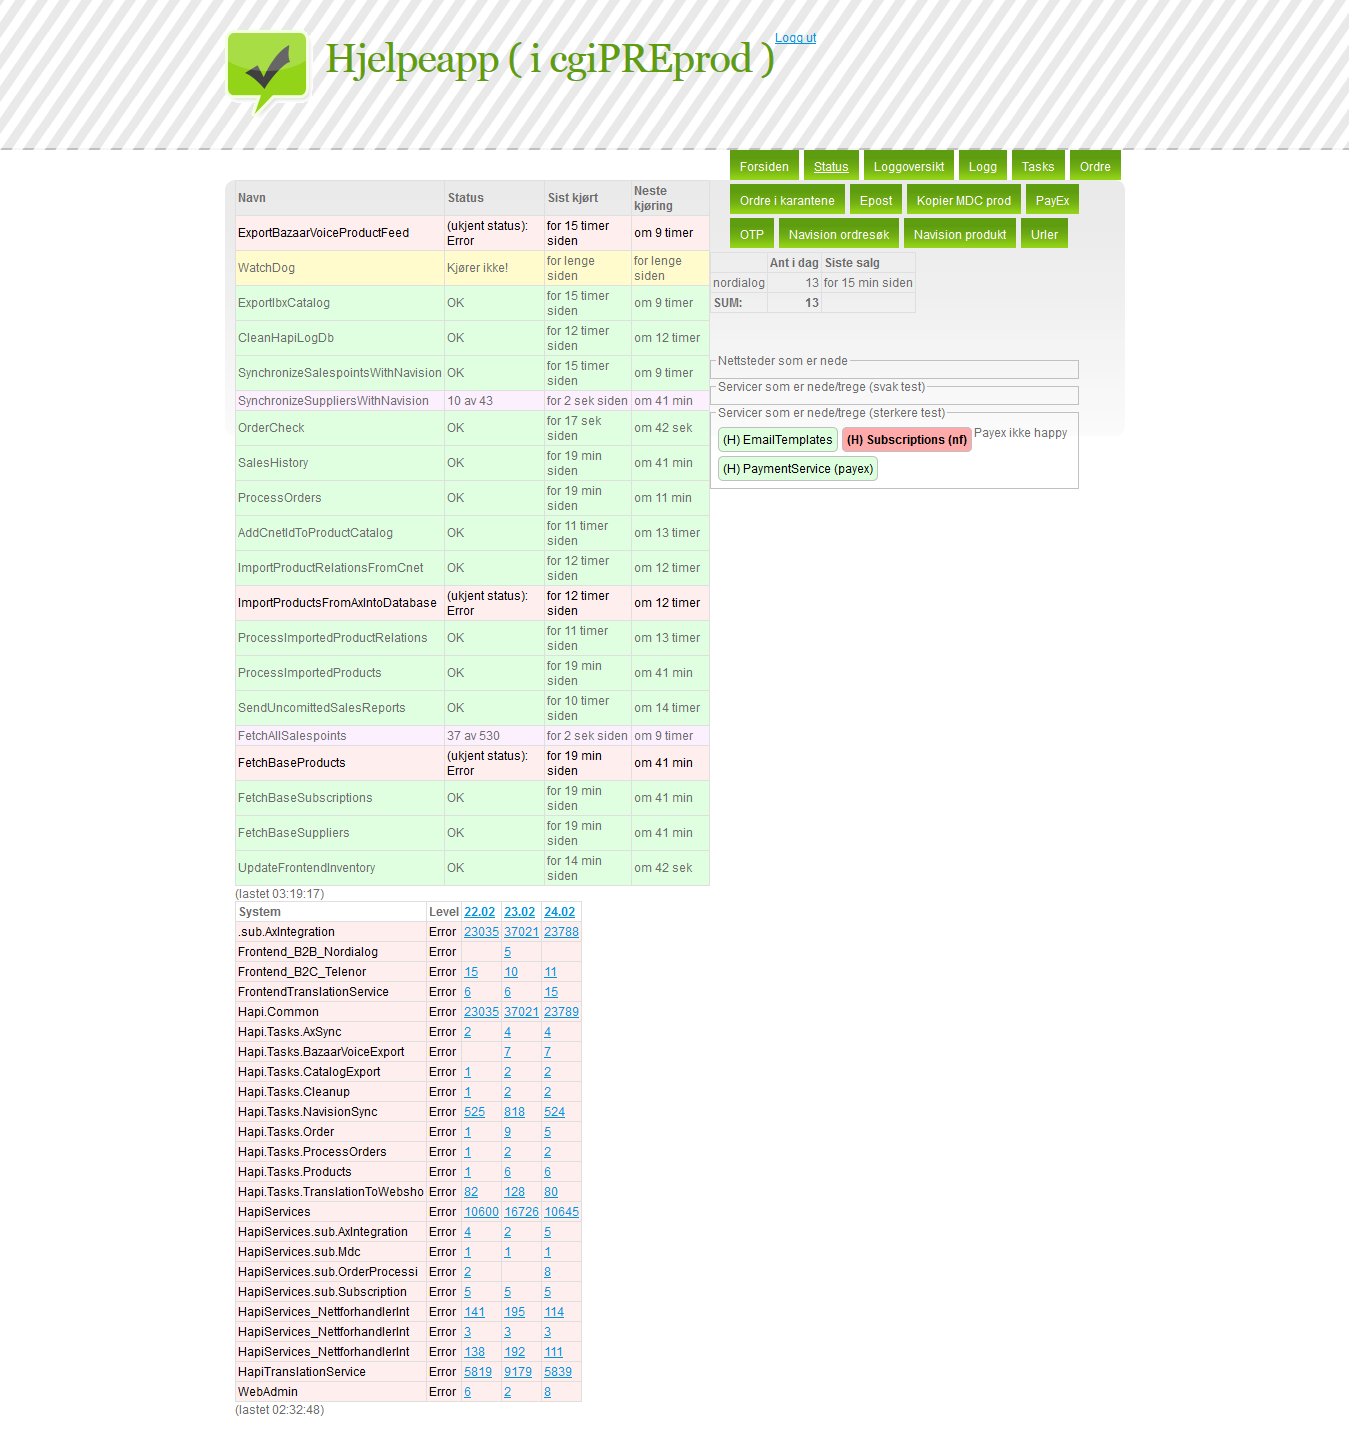 Hjelpeapp ( i cgiPREprod )
Logg ut
Forsiden Status Loggoversikt Logg Tasks Ordre
Ordre i karantene Epost Kopier MDC prod PayEx
OTP Navision ordresøk Navision produkt Urler
Navn Status Sist kjørt Neste kjøring
ExportBazaarVoiceProductFeed (ukjent status): Error for 15 timer siden om 9 timer
WatchDog Kjører ikke! for lenge siden for lenge siden
ExportIbxCatalog OK for 15 timer siden om 9 timer
CleanHapiLogDb OK for 12 timer siden om 12 timer
SynchronizeSalespointsWithNavision OK for 15 timer siden om 9 timer
SynchronizeSuppliersWithNavision 10 av 43 for 2 sek siden om 41 min
OrderCheck OK for 17 sek siden om 42 sek
SalesHistory OK for 19 min siden om 41 min
ProcessOrders OK for 19 min siden om 11 min
AddCnetIdToProductCatalog OK for 11 timer siden om 13 timer
ImportProductRelationsFromCnet OK for 12 timer siden om 12 timer
ImportProductsFromAxIntoDatabase (ukjent status): Error for 12 timer siden om 12 timer
ProcessImportedProductRelations OK for 11 timer siden om 13 timer
ProcessImportedProducts OK for 19 min siden om 41 min
SendUncomittedSalesReports OK for 10 timer siden om 14 timer
FetchAllSalespoints 37 av 530 for 2 sek siden om 9 timer
FetchBaseProducts (ukjent status): Error for 19 min siden om 41 min
FetchBaseSubscriptions OK for 19 min siden om 41 min
FetchBaseSuppliers OK for 19 min siden om 41 min
UpdateFrontendInventory OK for 14 min siden om 42 sek
(lastet 03:19:17)
Ant i dag Siste salg
nordialog 13 for 15 min siden
SUM: 13
Nettsteder som er nede
Servicer som er nede/trege (svak test)
Servicer som er nede/trege (sterkere test)
(H) EmailTemplates (H) Subscriptions (nf) Payex ikke happy
(H) PaymentService (payex)
System Level 22.02 23.02 24.02
.sub.AxIntegration Error 23035 37021 23788
Frontend_B2B_Nordialog Error 5
Frontend_B2C_Telenor Error 15 10 11
FrontendTranslationService Error 6 6 15
Hapi.Common Error 23035 37021 23789
Hapi.Tasks.AxSync Error 2 4 4
Hapi.Tasks.BazaarVoiceExport Error 7 7
Hapi.Tasks.CatalogExport Error 1 2 2
Hapi.Tasks.Cleanup Error 1 2 2
Hapi.Tasks.NavisionSync Error 525 818 524
Hapi.Tasks.Order Error 1 9 5
Hapi.Tasks.ProcessOrders Error 1 2 2
Hapi.Tasks.Products Error 1 6 6
Hapi.Tasks.TranslationToWebsho Error 82 128 80
HapiServices Error 10600 16726 10645
HapiServices.sub.AxIntegration Error 4 2 5
HapiServices.sub.Mdc Error 1 1 1
HapiServices.sub.OrderProcessi Error 2 8
HapiServices.sub.Subscription Error 5 5 5
HapiServices_NettforhandlerInt Error 141 195 114
HapiServices_NettforhandlerInt Error 3 3 3
HapiServices_NettforhandlerInt Error 138 192 111
HapiTranslationService Error 5819 9179 5839
WebAdmin Error 6 2 8
(lastet 02:32:48)